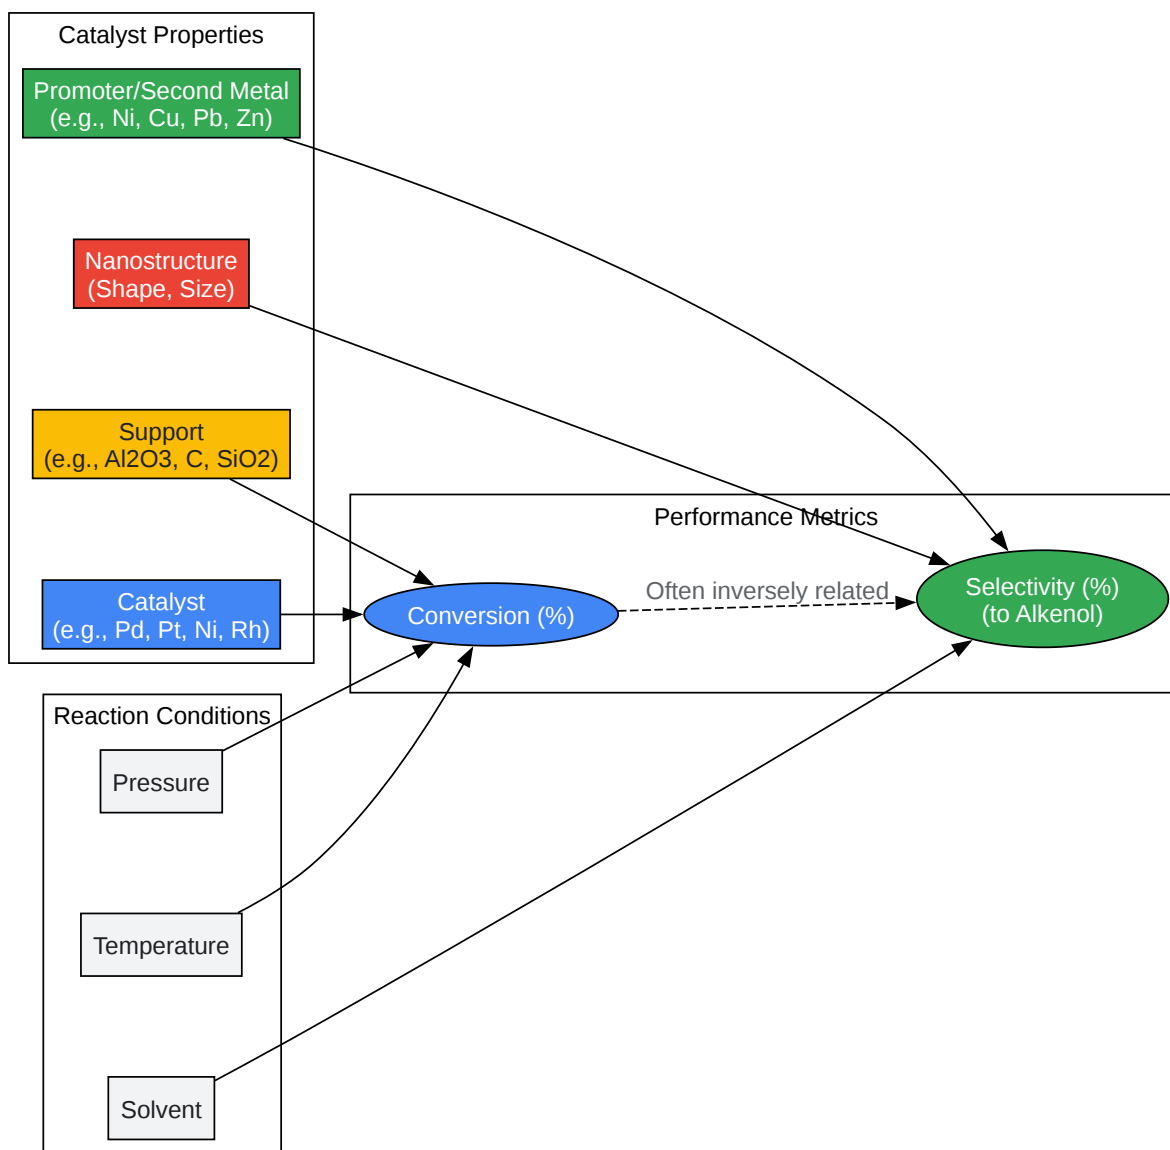 Catalyst Properties
Promoter/Second Metal
(e.g., Ni, Cu, Pb, Zn)
Nanostructure
(Shape, Size)
Support
(e.g., Al2O3, C, SiO2)
Catalyst
(e.g., Pd, Pt, Ni, Rh)
Performance Metrics
Conversion (%)
Often inversely related
Selectivity (%)
(to Alkenol)
Reaction Conditions
Pressure
Temperature
Solvent